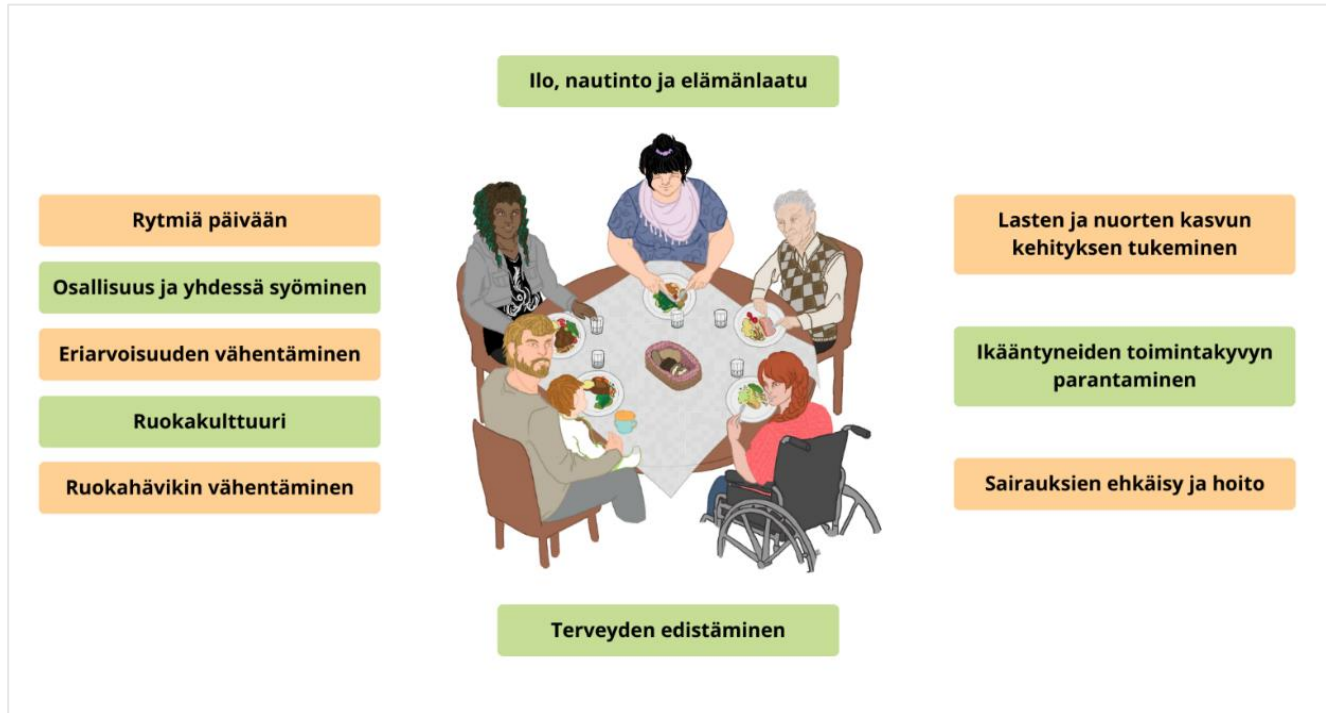 Ilo, nautinto ja elämänlaatu
Rytmiä päivään
Osallisuus ja yhdessä syöminen
Eriarvoisuuden vähentäminen
Ruokakulttuuri
Ruokahävikin vähentäminen
Lasten ja nuorten kasvun
kehityksen tukeminen
Ikääntyneiden toimintakyvyn
parantaminen
Sairauksien ehkäisy ja hoito
Terveyden edistäminen